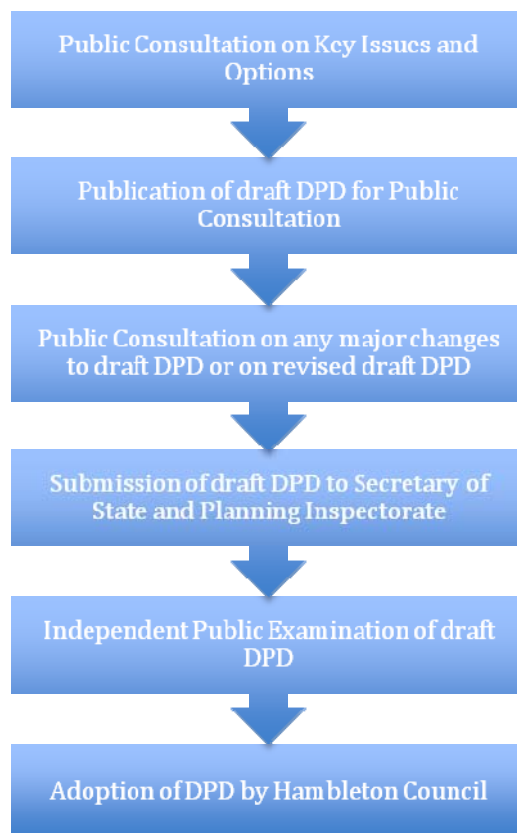 Public Consultation on Key Issues and
Options
Publication of draft DPD for Public
Consultation
Public Consultation on any major changes
to draft DPD or on revised draft DPD
Submission of draft DPD to Secretary of
State and Planning Inspectorate
Independent Public Examination of draft
DPD
Adoption of DPD by Hambleton Council